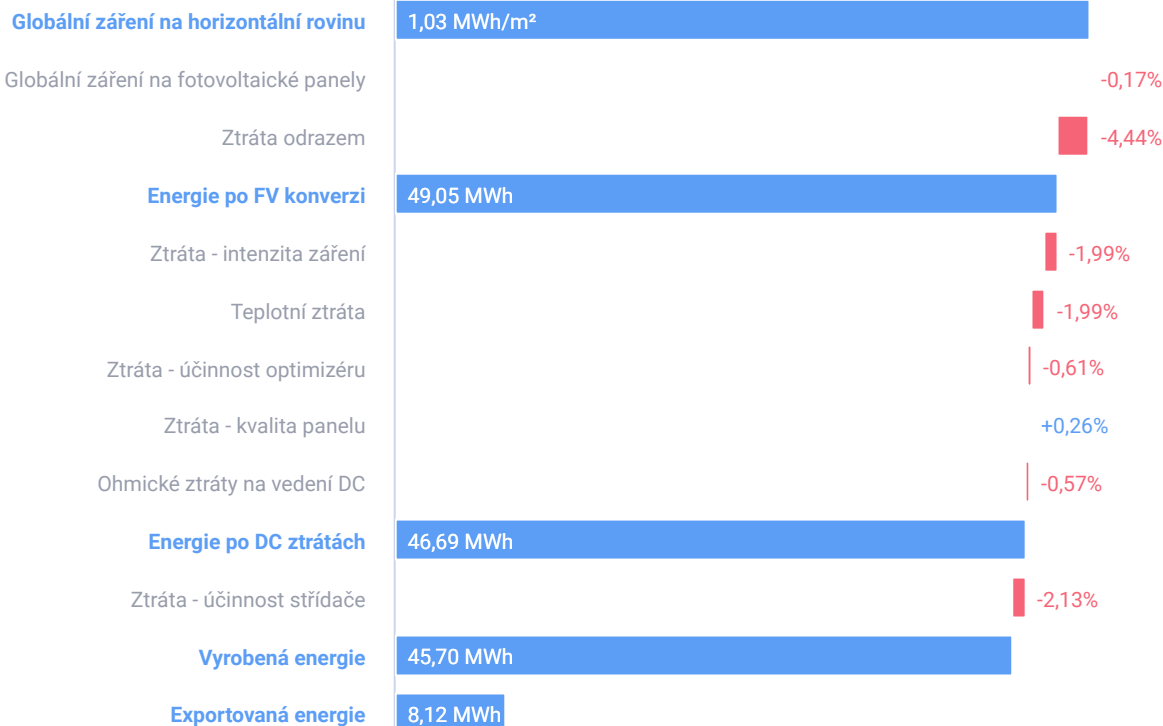 Globální záření na horizontální rovinu 1,03 MWh/m²
Globální záření na fotovoltaické panely -0,17%
Ztráta odrazem -4,44%
Energie po FV konverzi 49,05 MWh
Ztráta - intenzita záření -1,99%
Teplotní ztráta -1,99%
Ztráta - účinnost optimizéru -0,61%
Ztráta - kvalita panelu +0,26%
Ohmické ztráty na vedení DC -0,57%
Energie po DC ztrátách 46,69 MWh
Ztráta - účinnost střídače -2,13%
Vyrobená energie 45,70 MWh
Exportovaná energie 8,12 MWh